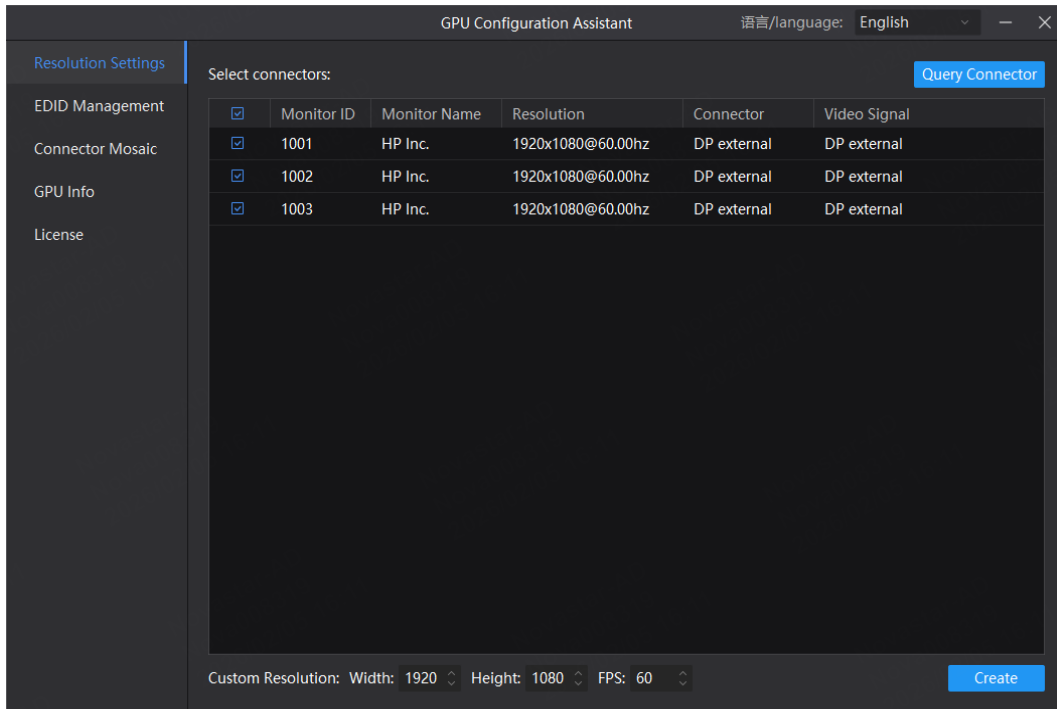 GPU Configuration Assistant 语言/language: English
Resolution Settings
EDID Management
Connector Mosaic
GPU Info
License
Select connectors: Query Connector
Monitor ID Monitor Name Resolution Connector Video Signal
1001 HP Inc. 1920x1080@60.00hz DP external DP external
1002 HP Inc. 1920x1080@60.00hz DP external DP external
1003 HP Inc. 1920x1080@60.00hz DP external DP external
Custom Resolution: Width: 1920 Height: 1080 FPS: 60 Create